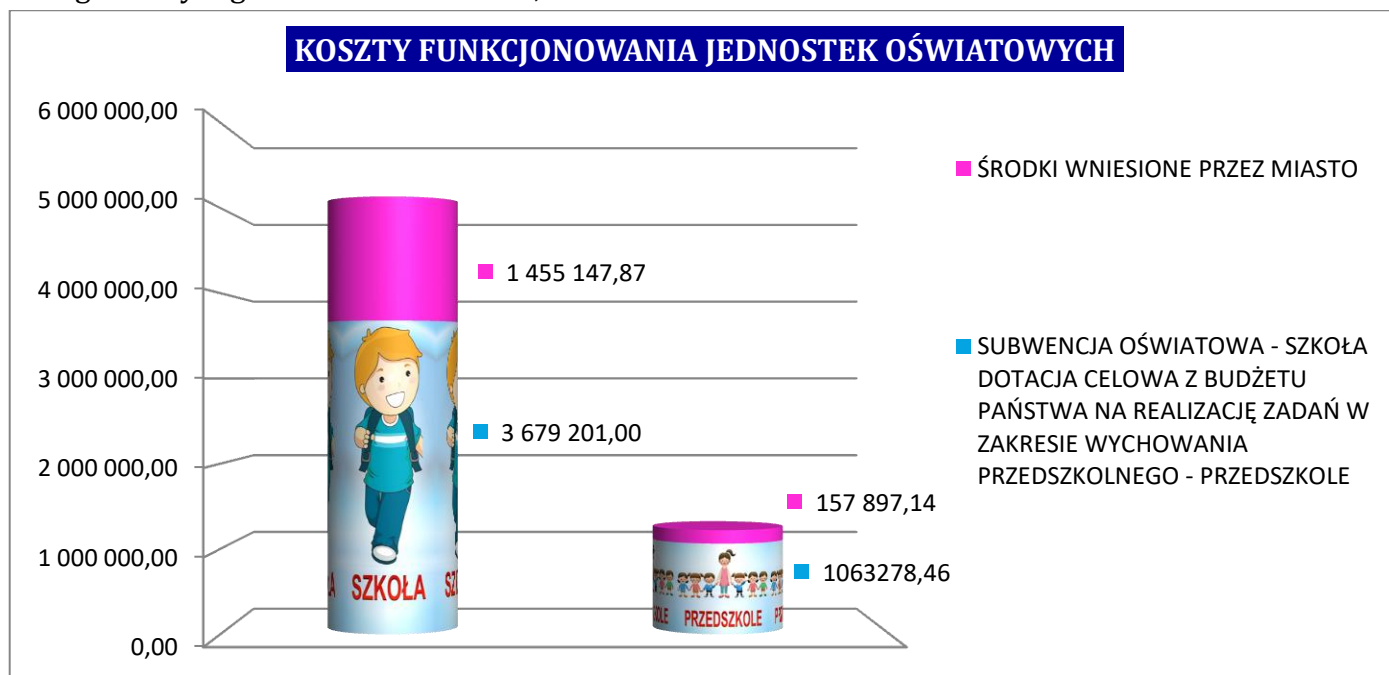 KOSZTY FUNKCJONOWANIA JEDNOSTEK OŚWIATOWYCH
6 000 000,00
5 000 000,00
4 000 000,00
3 000 000,00
2 000 000,00
1 000 000,00
0,00
1 455 147,87
3 679 201,00
SZKOŁA
157 897,14
1063278,46
PRZEDSZKOLE
ŚRODKI WNIESIONE PRZEZ MIASTO
SUBWENCJA OŚWIATOWA - SZKOŁA
DOTACJA CELOWA Z BUDŻETU
PAŃSTWA NA REALIZACJĘ ZADAŃ W
ZAKRESIE WYCHOWANIA
PRZEDSZKOLNEGO - PRZEDSZKOLE